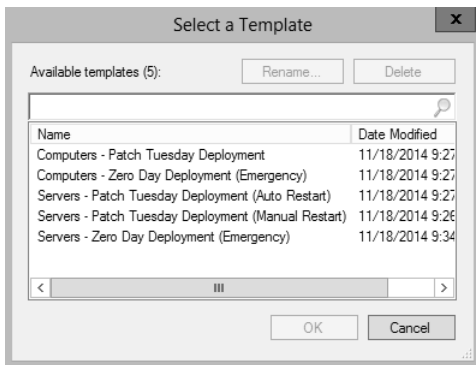 Select a Template
x
Available templates (5):
Rename...
Delete
Name Date Modified
Computers - Patch Tuesday Deployment 11/18/2014 9:27
Computers - Zero Day Deployment (Emergency) 11/18/2014 9:27
Servers - Patch Tuesday Deployment (Auto Restart) 11/18/2014 9:27
Servers - Patch Tuesday Deployment (Manual Restart) 11/18/2014 9:26
Servers - Zero Day Deployment (Emergency) 11/18/2014 9:34
OK
Cancel